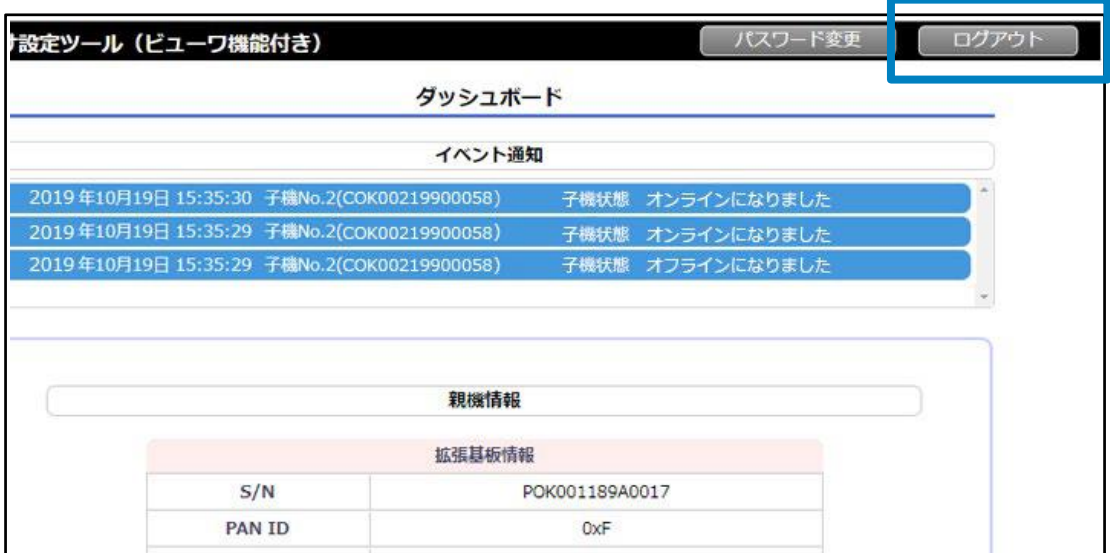 設定ツール（ビューワ機能付き） パスワード変更 ログアウト
ダッシュボード
イベント通知
2019年10月19日 15:35:30 子機No.2(COK00219900058) 子機状態 オンラインになりました
2019年10月19日 15:35:29 子機No.2(COK00219900058) 子機状態 オンラインになりました
2019年10月19日 15:35:29 子機No.2(COK00219900058) 子機状態 オフラインになりました
親機情報
拡張基板情報
S/N POK001189A0017
PAN ID 0xF